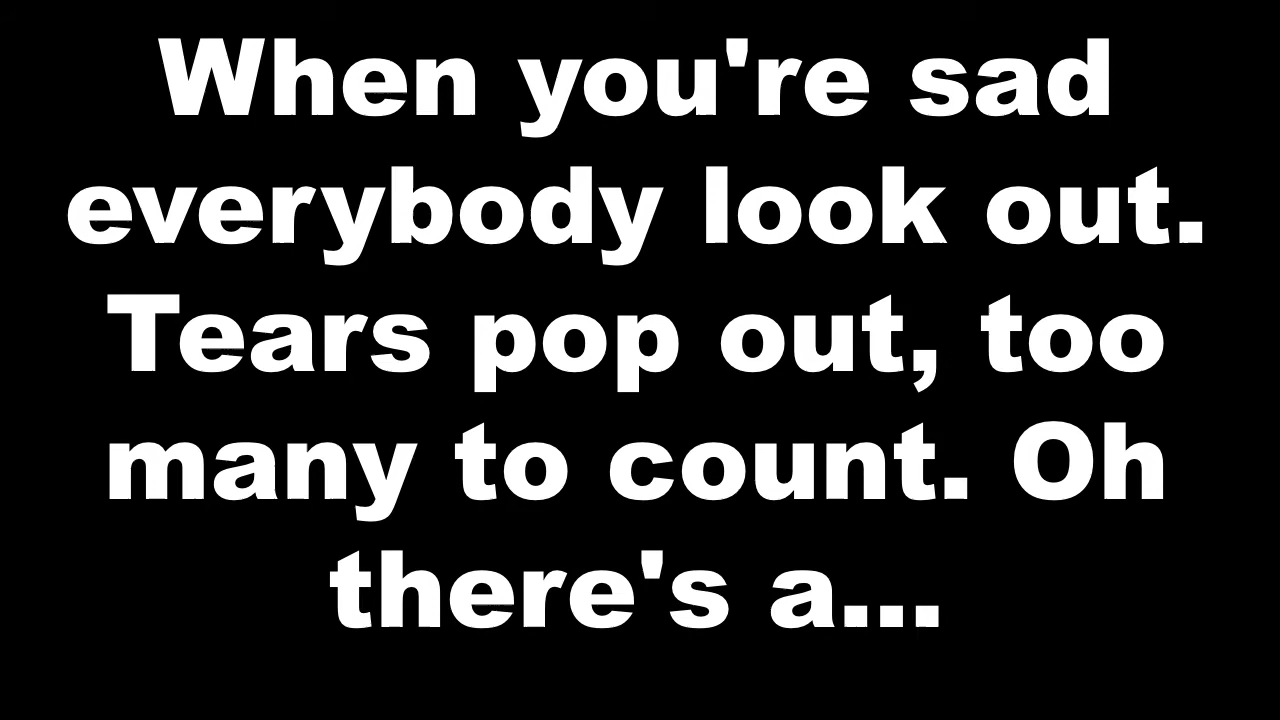 When you're sad
everybody look out.
Tears pop out, too
many to count. Oh
there's a...